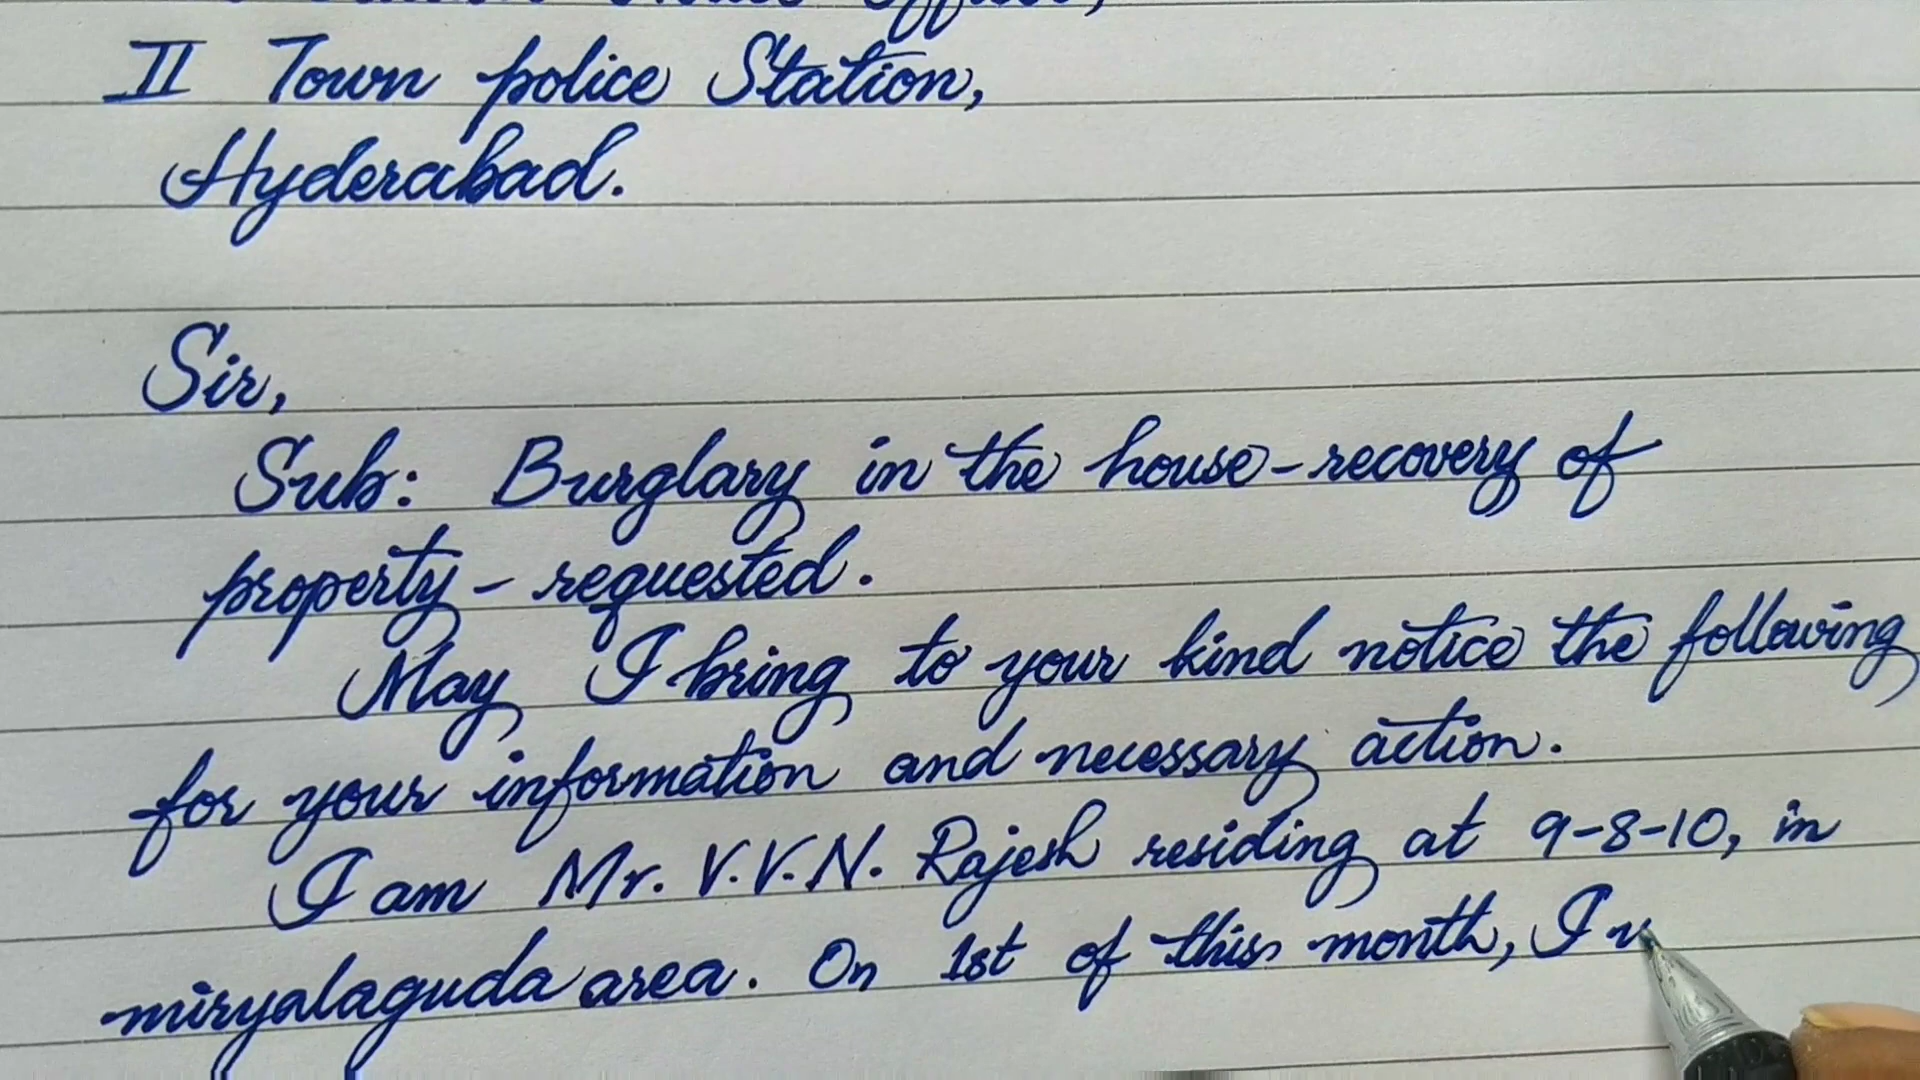 II Town police Station,
Hyderabad.
Sir,
Sub: Burglary in the house-recovery of
property - requested.
May I bring to your kind notice the following
for your information and necessary action.
I am Mr. V.V.N. Rajesh residing at 9-8-10, in
miryalaguda area. On 1st of this month, I